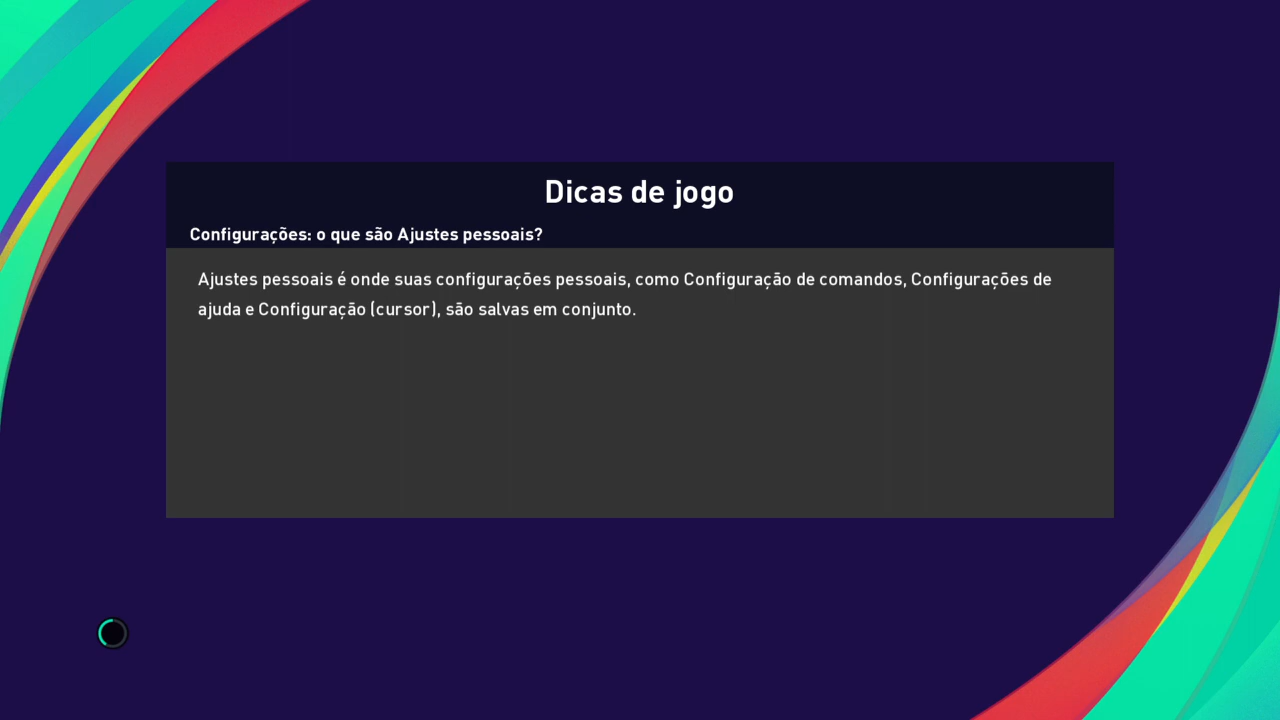 Dicas de jogo
Configurações: o que são Ajustes pessoais?
Ajustes pessoais é onde suas configurações pessoais, como Configuração de comandos, Configurações de
ajuda e Configuração (cursor), são salvas em conjunto.